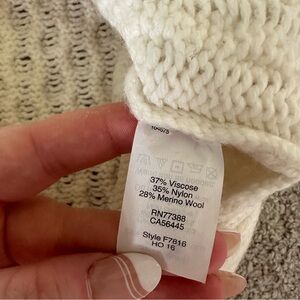 37% Viscose
35% Nylon
28% Merino Wool
RN77388
CA56445
Style F7816
HO 16